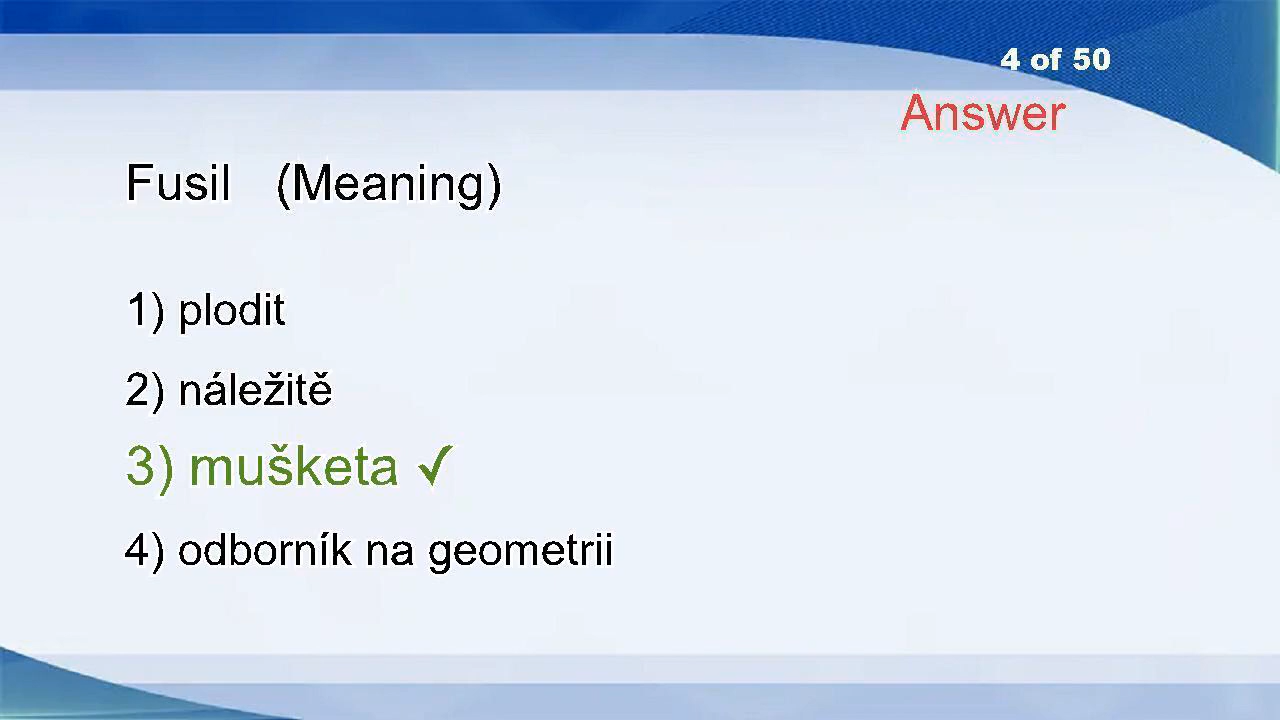 4 of 50
Answer
Fusil (Meaning)
1) plodit
2) náležitě
3) mušketa ✓
4) odborník na geometrii